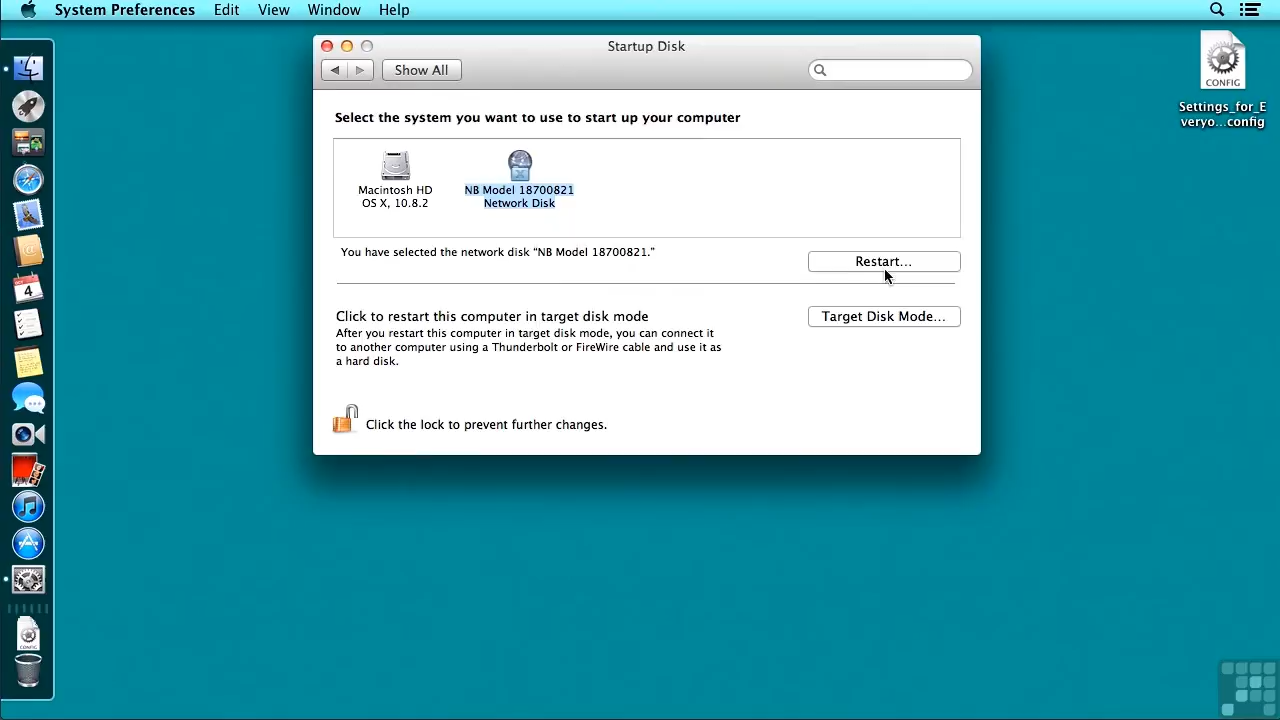 System Preferences Edit View Window Help
Startup Disk
Show All
Select the system you want to use to start up your computer
Macintosh HD
OS X, 10.8.2
NB Model 18700821
Network Disk
You have selected the network disk “NB Model 18700821.”
Restart...
Click to restart this computer in target disk mode
After you restart this computer in target disk mode, you can connect it
to another computer using a Thunderbolt or FireWire cable and use it as
a hard disk.
Target Disk Mode...
Click the lock to prevent further changes.
CONFIG
Settings_for_E
veryo...config
OCT
4
CONFIG